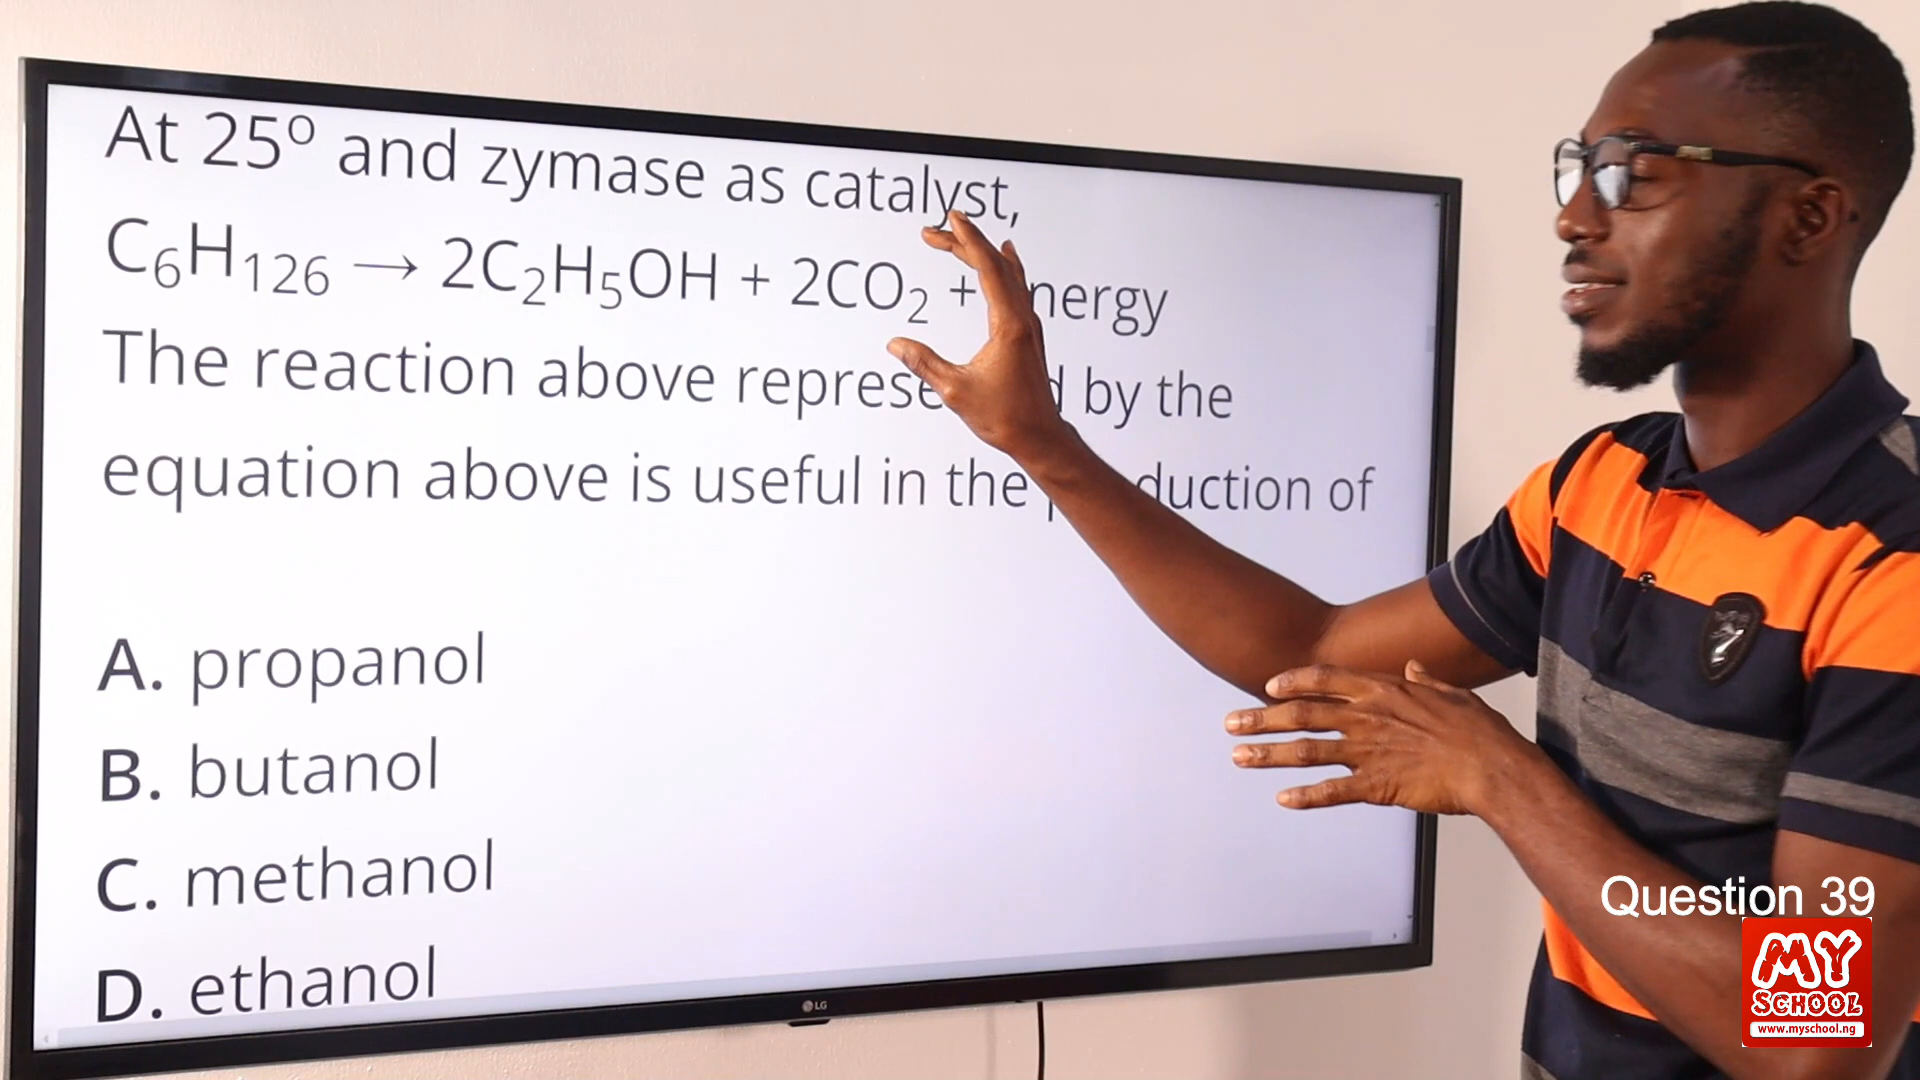 At 25⁰ and zymase as catalyst,
C₆H₁₂₆ → 2C₂H₅OH + 2CO₂ + nergy
The reaction above represe d by the
equation above is useful in the duction of
A. propanol
B. butanol
C. methanol
D. ethanol
LG
Question 39
MY
SCHOOL
www.myschool.ng